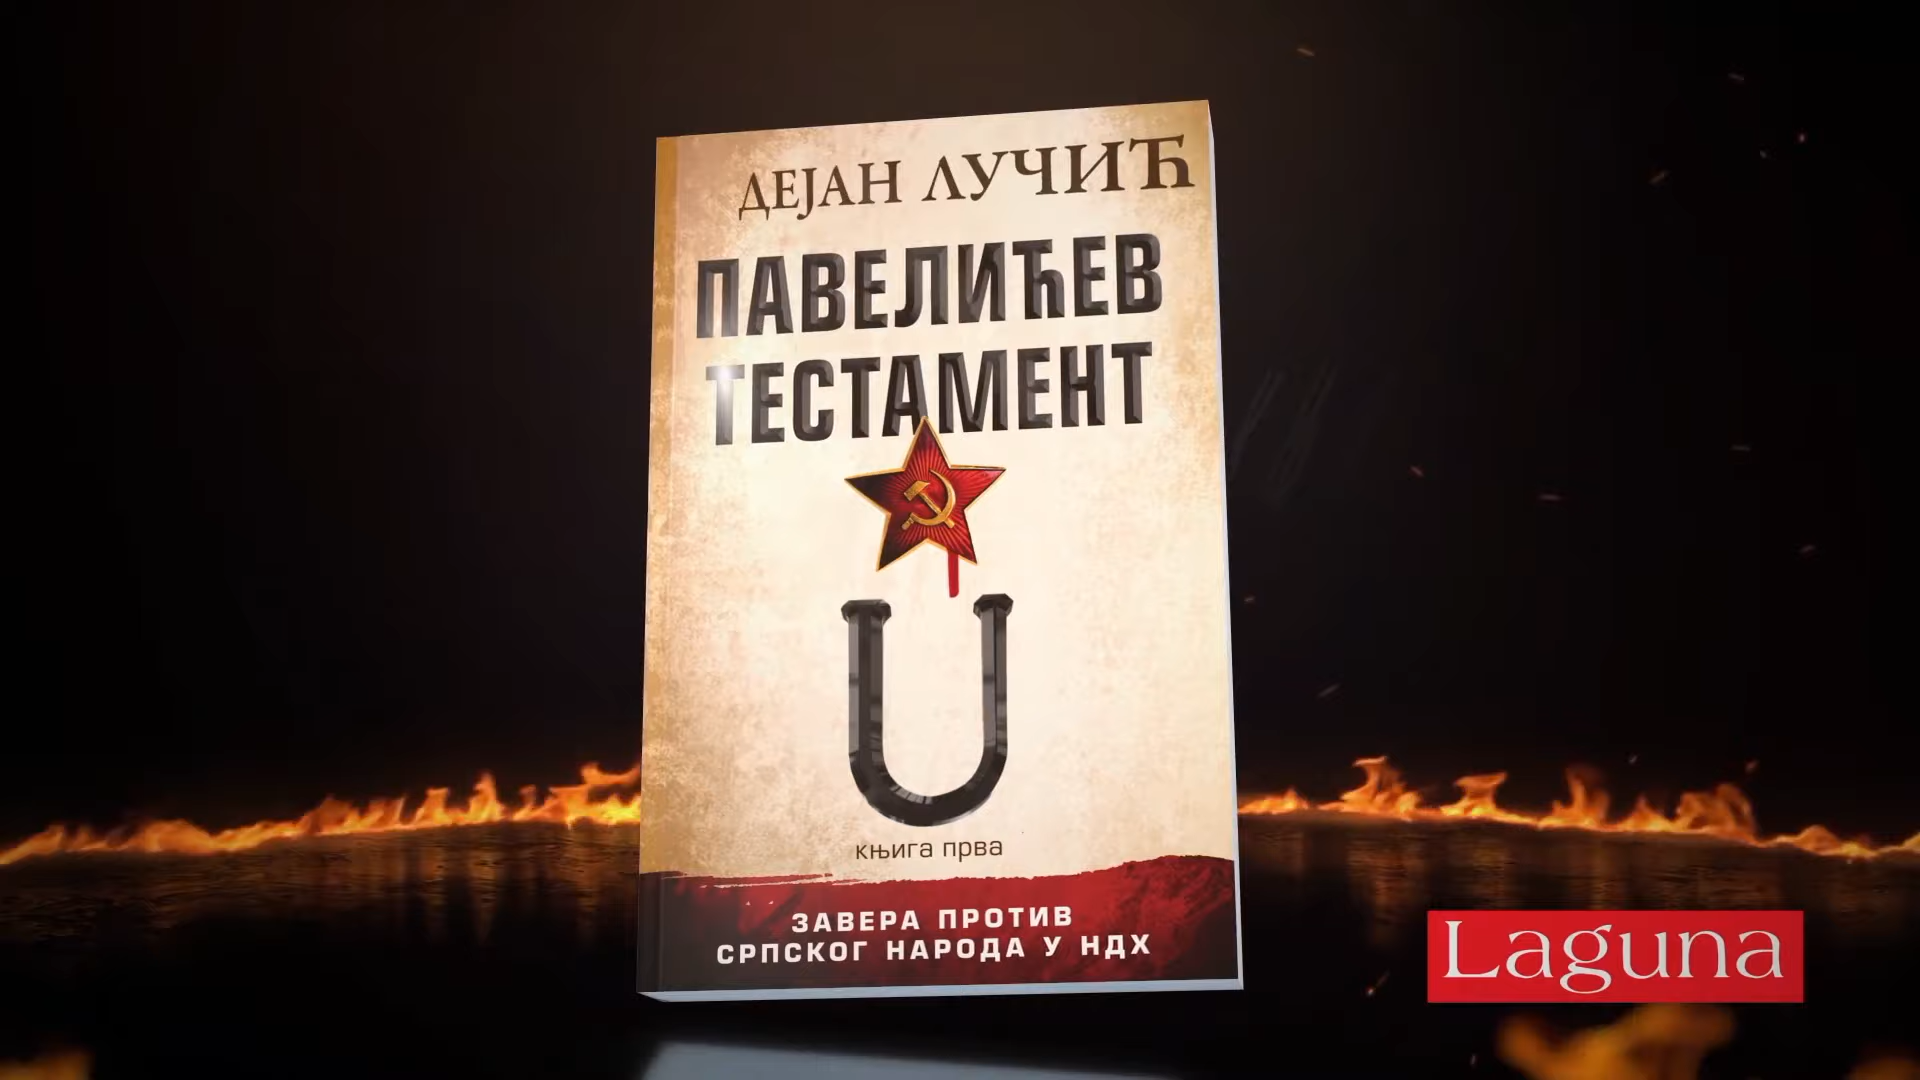 ДЕЈАН ЛУЧИЋ
ПАВЕЛИЋЕВ
ТЕСТАМЕНТ
U
књига прва
ЗАВЕРА ПРОТИВ
СРПСКОГ НАРОДА У НДХ
Laguna